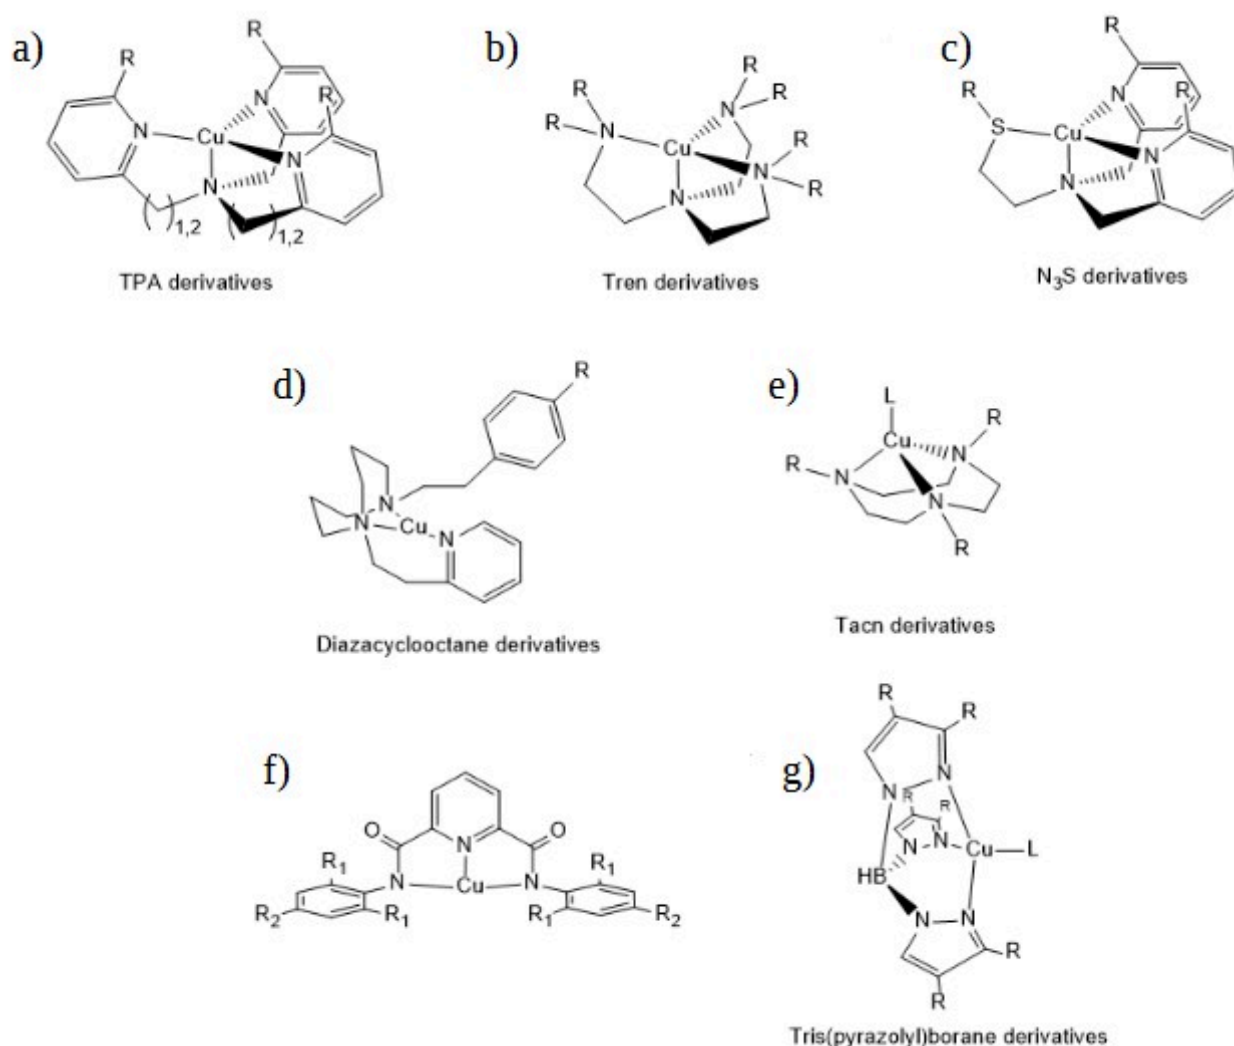 a)
b)
c)
R
R
R
N
Cu
N
N
N
( )1,2
( )1,2
TPA derivatives
R
R
R
N
R
N
Cu
N
R
R
N
Tren derivatives
R
R
R
S
Cu
N
N
N
N3S derivatives
d)
e)
R
N
N
Cu
N
Diazacyclooctane derivatives
L
Cu
R
R
N
N
N
R
Tacn derivatives
f)
g)
O
O
N
R1
R1
N
Cu
N
R2
R1
R1
R2
R
R
N
N
R
R
N
N
Cu
L
HB
N
N
R
R
Tris(pyrazolyl)borane derivatives